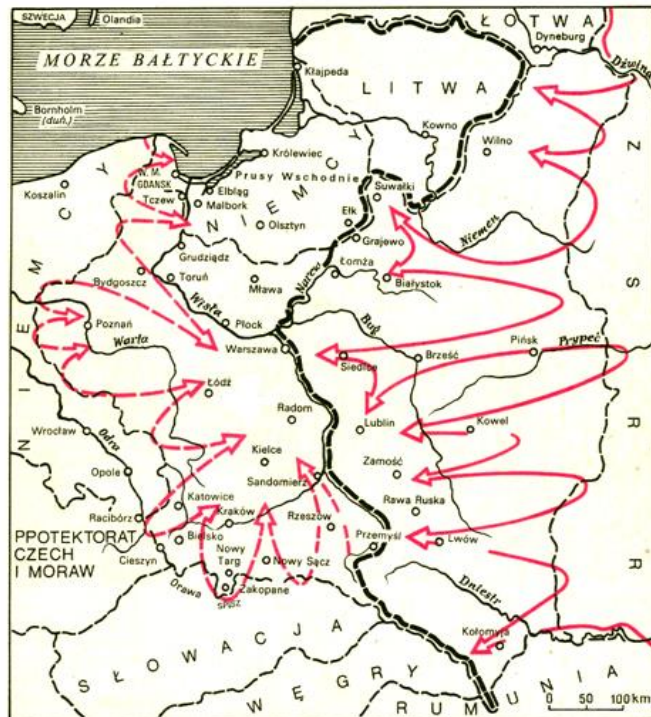 SZWECJA
Olandia
ŁOTWA
Dyneburg
Dźwina
MORZE BAŁTYCKIE
Kłajpeda
LITWA
Bornholm
(duń.)
Kowno
Wilno
Królewiec
Prusy Wschodnie
W. M.
GDAŃSK
Elbląg
Suwałki
Koszalin
Tczew
Malbork
NIEMCY
Olsztyn
Ełk
Niemen
Grajewo
Grudziądz
Bydgoszcz
Toruń
Mława
Łomża
Białystok
Narew
Wisła
Płock
Bug
Poznań
Warta
Warszawa
Siedlce
Brześć
Pińsk
Prypeć
NIEMCY
ZSRR
Łódź
Radom
Lublin
Kowel
Wrocław
Odra
Kielce
Zamość
Opole
Sandomierz
Rawa Ruska
Katowice
Racibórz
Kraków
Rzeszów
PPOTEKTORAT
CZECH
I MORAW
Bielsko
Przemyśl
Lwów
Cieszyn
Nowy
Targ
Nowy Sącz
Orawa
Zakopane
SPISZ
Dniestr
Kołomyja
SŁOWACJA
WĘGRY
RUMUNIA
0 50 100 km